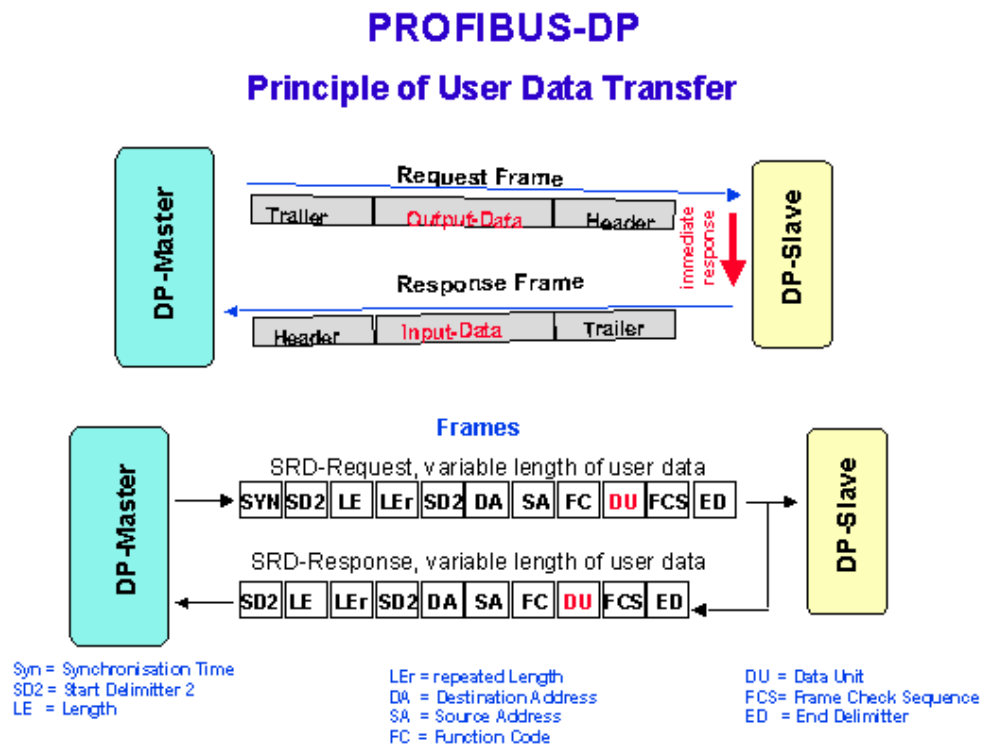 PROFIBUS-DP
Principle of User Data Transfer
DP-Master
Request Frame
Trailer Output-Data Header
immediate
response
DP-Slave
Response Frame
Header Input-Data Trailer
Frames
DP-Master
SRD-Request, variable length of user data
SYN SD2 LE LEr SD2 DA SA FC DU FCS ED
DP-Slave
SRD-Response, variable length of user data
SD2 LE LEr SD2 DA SA FC DU FCS ED
Syn = Synchronisation Time
SD2 = Start Delimitter 2
LE = Length
LEr = repeated Length
DA = Destination Address
SA = Source Address
FC = Function Code
DU = Data Unit
FCS= Frame Check Sequence
ED = End Delimitter